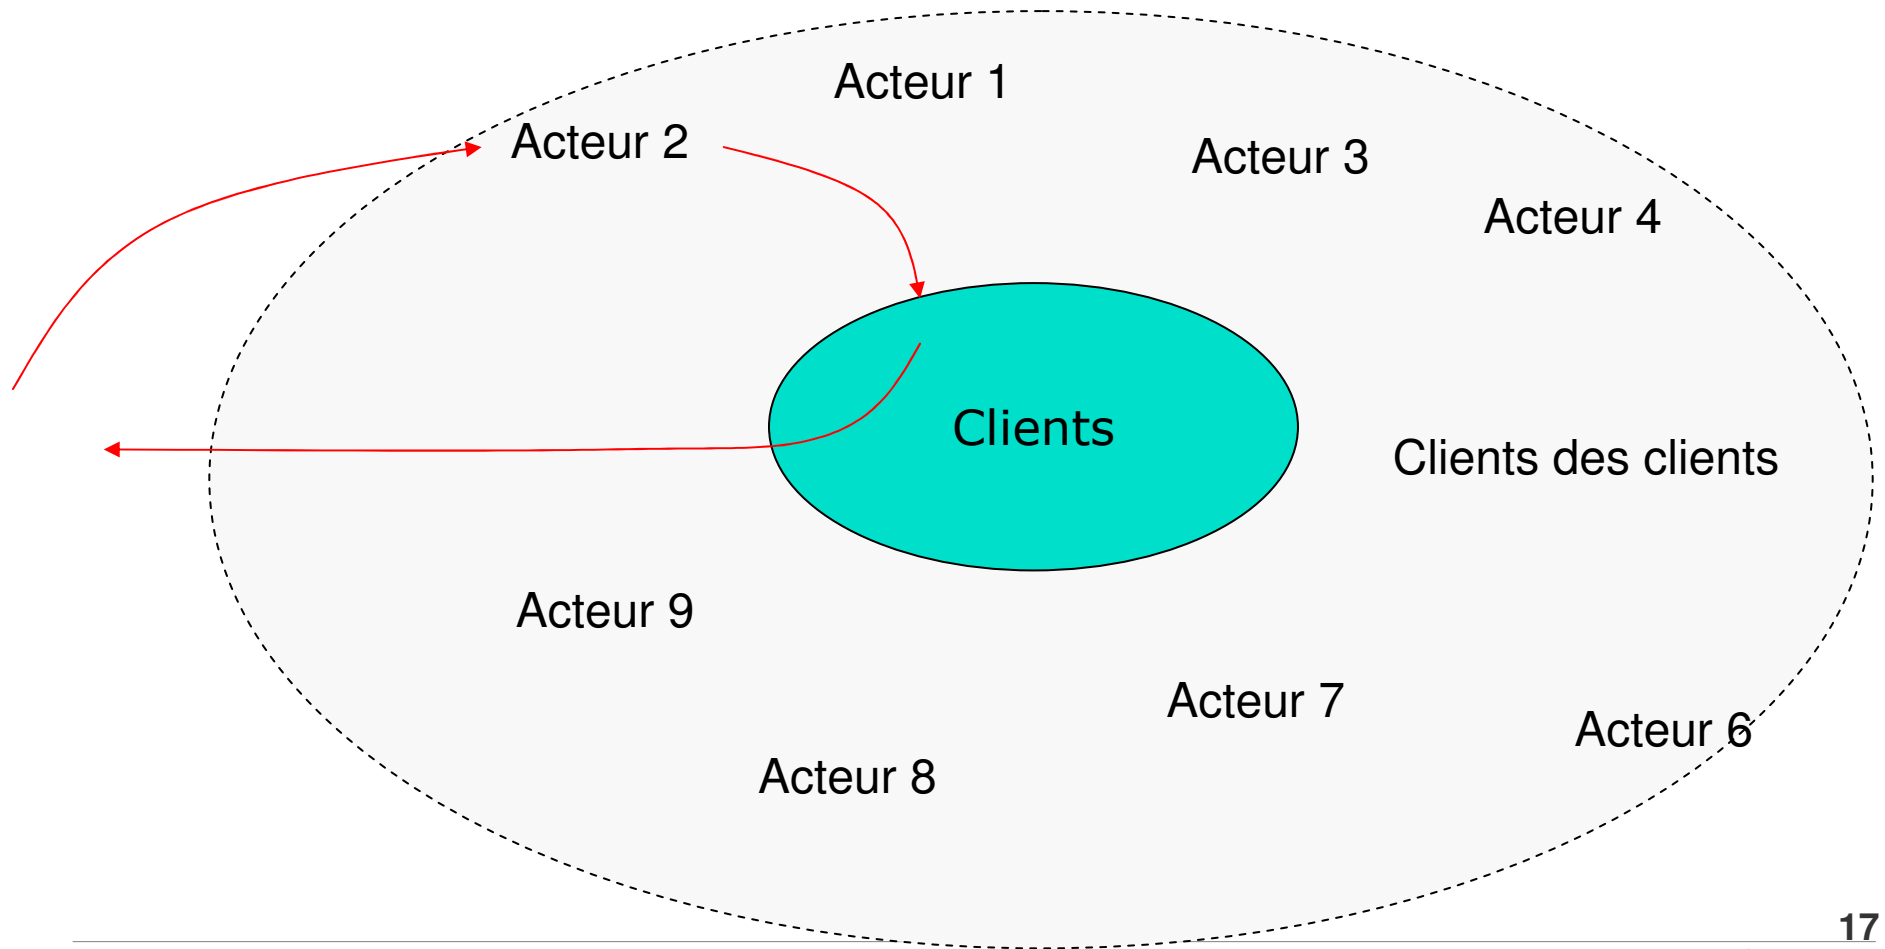 Acteur 1
Acteur 2
Acteur 3
Acteur 4
Clients
Clients des clients
Acteur 9
Acteur 7
Acteur 6
Acteur 8
17